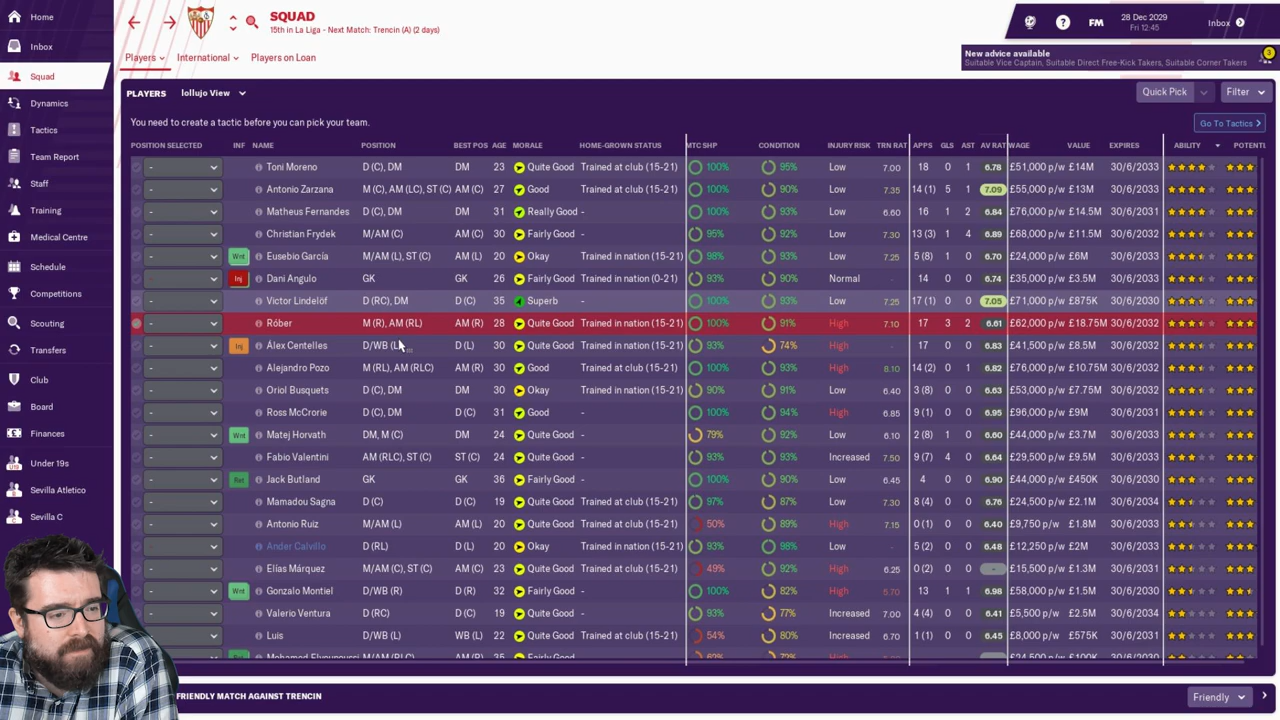 Home
Inbox
Squad
Dynamics
Tactics
Team Report
Staff
Training
Medical Centre
Schedule
Competitions
Scouting
Transfers
Club
Board
Finances
Under 19s
Sevilla Atletico
Sevilla C
SQUAD
15th in La Liga - Next Match: Trencin (A) (2 days)
FM 28 Dec 2029 Fri 12:45 Inbox
Players International Players on Loan
New advice available
Suitable Vice Captain, Suitable Direct Free-Kick Takers, Suitable Corner Takers
3
PLAYERS lollujo View Quick Pick Filter
You need to create a tactic before you can pick your team. Go To Tactics
POSITION SELECTED INF NAME POSITION BEST POS AGE MORALE HOME-GROWN STATUS MTC SHP CONDITION INJURY RISK TRN RAT APPS GLS AST AV RAT WAGE VALUE EXPIRES ABILITY POTENTI
- Toni Moreno D (C), DM DM 23 Quite Good Trained at club (15-21) 100% 95% Low 7.00 18 0 0 6.78 £51,000 p/w £14M 30/6/2033
- Antonio Zarzana M (C), AM (LC), ST (C) AM (C) 27 Good Trained at club (15-21) 100% 90% Low 7.35 14 (1) 5 1 7.09 £55,000 p/w £13M 30/6/2033
- Matheus Fernandes D (C), DM DM 31 Really Good - 100% 93% Low 6.60 16 1 2 6.84 £76,000 p/w £14.5M 30/6/2031
- Christian Frydek M/AM (C) AM (C) 30 Fairly Good - 95% 92% Low 7.30 13 (3) 1 4 6.89 £68,000 p/w £11.5M 30/6/2032
- Wnt Eusebio García M/AM (L), ST (C) AM (L) 20 Okay Trained in nation (15-21) 98% 93% Low 7.25 5 (8) 1 0 6.70 £24,000 p/w £6M 30/6/2033
- Inj Dani Angulo GK GK 26 Fairly Good Trained in nation (0-21) 93% 90% Normal - 14 0 0 6.74 £35,000 p/w £3.5M 30/6/2033
- Victor Lindelöf D (RC), DM D (C) 35 Superb - 100% 93% Low 7.25 17 (1) 0 0 7.05 £71,000 p/w £875K 30/6/2030
- Róber M (R), AM (RL) AM (R) 28 Quite Good Trained in nation (15-21) 100% 91% High 7.10 17 3 2 6.61 £62,000 p/w £18.75M 30/6/2032
- Inj Álex Centelles D/WB (L) D (L) 30 Quite Good Trained in nation (15-21) 93% 74% High - 17 0 0 6.83 £41,500 p/w £8.5M 30/6/2032
- Alejandro Pozo M (RL), AM (RLC) AM (R) 30 Good Trained at club (15-21) 100% 93% High 8.10 14 (2) 0 1 6.82 £76,000 p/w £10.75M 30/6/2032
- Oriol Busquets D (C), DM DM 30 Okay Trained in nation (15-21) 90% 91% High 6.40 3 (8) 0 0 6.63 £53,000 p/w £7.75M 30/6/2032
- Ross McCrorie D (C), DM D (C) 31 Good - 100% 94% High 6.85 9 (1) 0 0 6.95 £96,000 p/w £9M 30/6/2032
- Wnt Matej Horvath DM, M (C) DM 24 Quite Good - 79% 92% High 6.10 2 (8) 1 0 6.60 £44,000 p/w £3.7M 30/6/2033
- Fabio Valentini AM (RLC), ST (C) ST (C) 24 Quite Good - 93% 93% Increased 7.50 9 (7) 4 0 6.64 £29,500 p/w £9.5M 30/6/2033
- Ret Jack Butland GK GK 36 Fairly Good - 100% 90% Low 6.45 4 0 0 6.90 £44,000 p/w £450K 30/6/2030
- Mamadou Sagna D (C) D (C) 19 Quite Good Trained at club (15-21) 97% 87% High 7.30 8 (4) 0 0 6.76 £24,500 p/w £2.1M 30/6/2034
- Antonio Ruiz M/AM (L) AM (L) 20 Quite Good Trained at club (15-21) 50% 89% High 7.15 0 (1) 0 0 6.40 £9,750 p/w £1.8M 30/6/2033
- Ander Calvillo D (RL) D (L) 20 Okay Trained in nation (15-21) 93% 98% Low - 5 (2) 0 0 6.48 £12,250 p/w £2M 30/6/2033
- Elías Márquez M/AM (C), ST (C) AM (C) 23 Quite Good Trained at club (15-21) 49% 92% High 6.25 0 (2) 0 0 - £15,500 p/w £1.3M 30/6/2033
- Wnt Gonzalo Montiel D/WB (R) D (R) 32 Fairly Good - 100% 82% High 5.70 13 1 1 6.98 £58,000 p/w £1.5M 30/6/2030
- Valerio Ventura D (RC) D (C) 19 Quite Good - 93% 77% Increased 7.00 4 (4) 0 0 6.41 £5,500 p/w £2.5M 30/6/2034
- Luis D/WB (L) WB (L) 22 Quite Good Trained at club (15-21) 54% 80% Increased 6.70 1 (1) 0 0 6.45 £8,000 p/w £575K 30/6/2031
FRIENDLY MATCH AGAINST TRENCIN Friendly